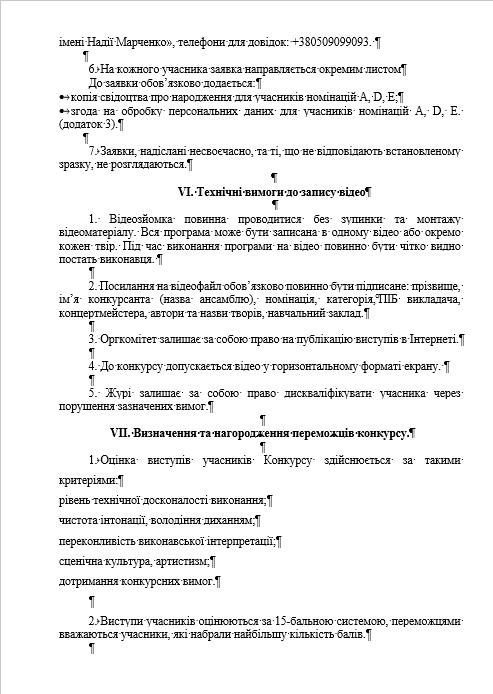 імені Надії Марченко», телефони для довідок: +380509099093.
6. На кожного учасника заявка направляється окремим листом
До заявки обов’язково додається:
копія свідоцтва про народження для учасників номінацій А, D, Е;
згода на обробку персональних даних для учасників номінацій А, D, Е.
(додаток 3).
7. Заявки, надіслані несвоєчасно, та ті, що не відповідають встановленому
зразку, не розглядаються.
VI. Технічні вимоги до запису відео
1. Відеозйомка повинна проводитися без зупинки та монтажу
відеоматеріалу. Вся програма може бути записана в одному відео або окремо
кожен твір. Під час виконання програми на відео повинно бути чітко видно
постать виконавця.
2. Посилання на відеофайл обов’язково повинно бути підписане: прізвище,
ім’я конкурсанта (назва ансамблю), номінація, категорія, ПІБ викладача,
концертмейстера, автори та назви творів, навчальний заклад.
3. Оргкомітет залишає за собою право на публікацію виступів в Інтернеті.
4. До конкурсу допускається відео у горизонтальному форматі екрану.
5. Журі залишає за собою право дискваліфікувати учасника через
порушення зазначених вимог.
VII. Визначення та нагородження переможців конкурсу.
1. Оцінка виступів учасників Конкурсу здійснюється за такими
критеріями:
рівень технічної досконалості виконання;
чистота інтонації, володіння диханням;
переконливість виконавської інтерпретації;
сценічна культура, артистизм;
дотримання конкурсних вимог.
2. Виступи учасників оцінюються за 15-бальною системою, переможцями
вважаються учасники, які набрали найбільшу кількість балів.